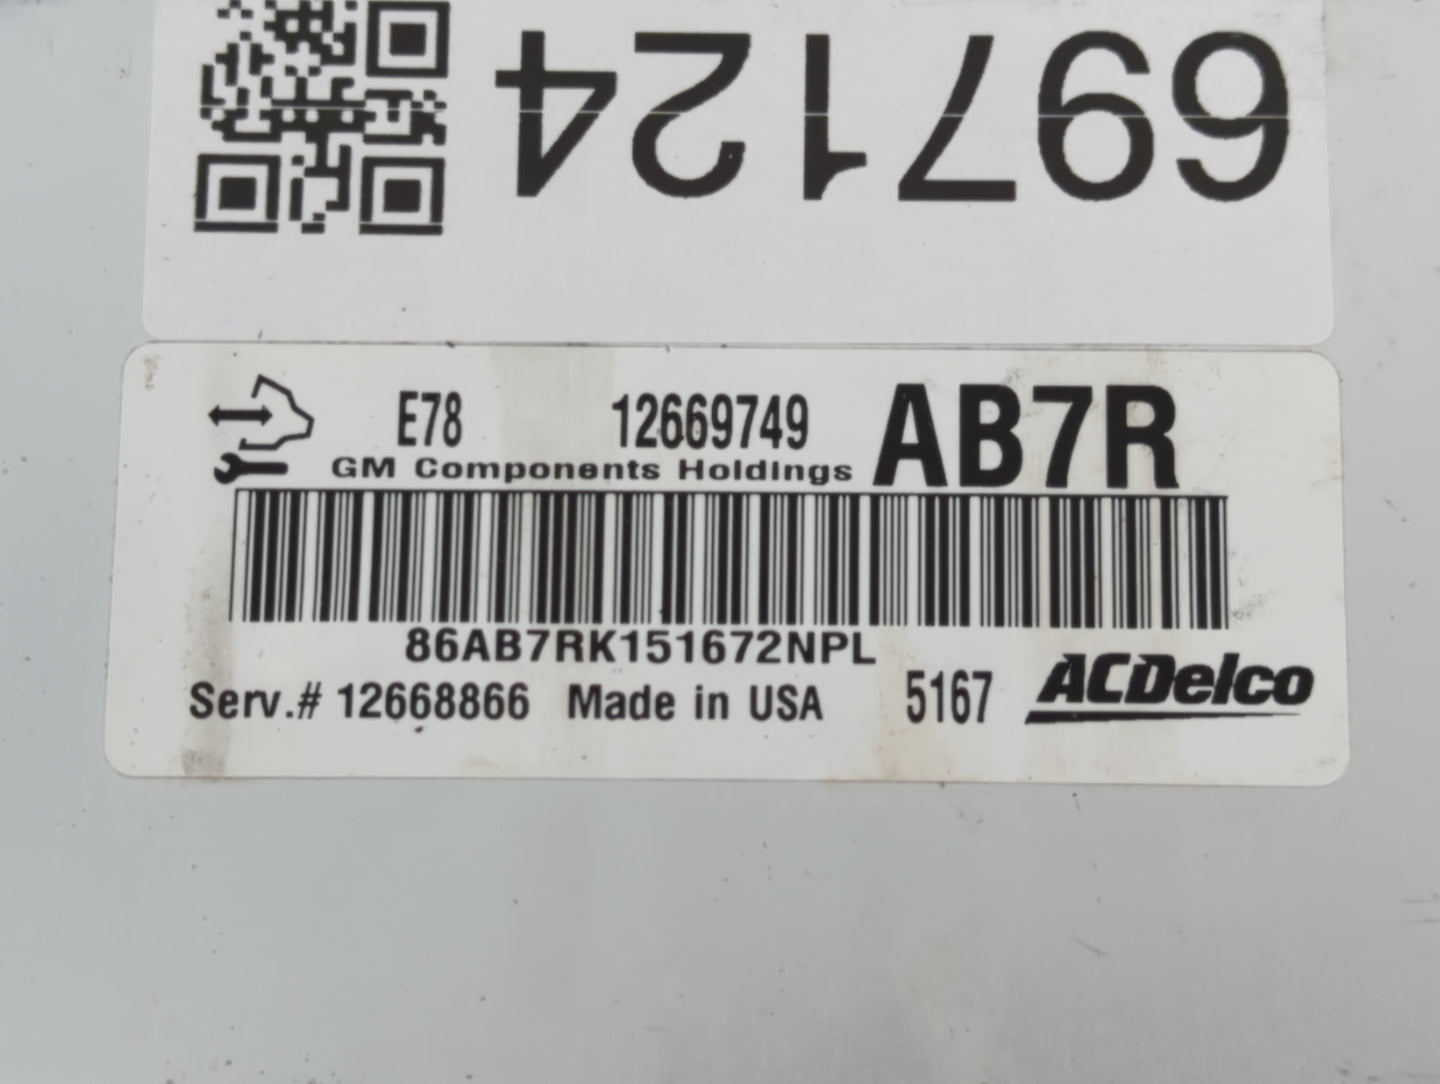 697124
E78 12669749 AB7R
GM Components Holdings
86AB7RK151672NPL
Serv.# 12668866 Made in USA 5167 ACDelco